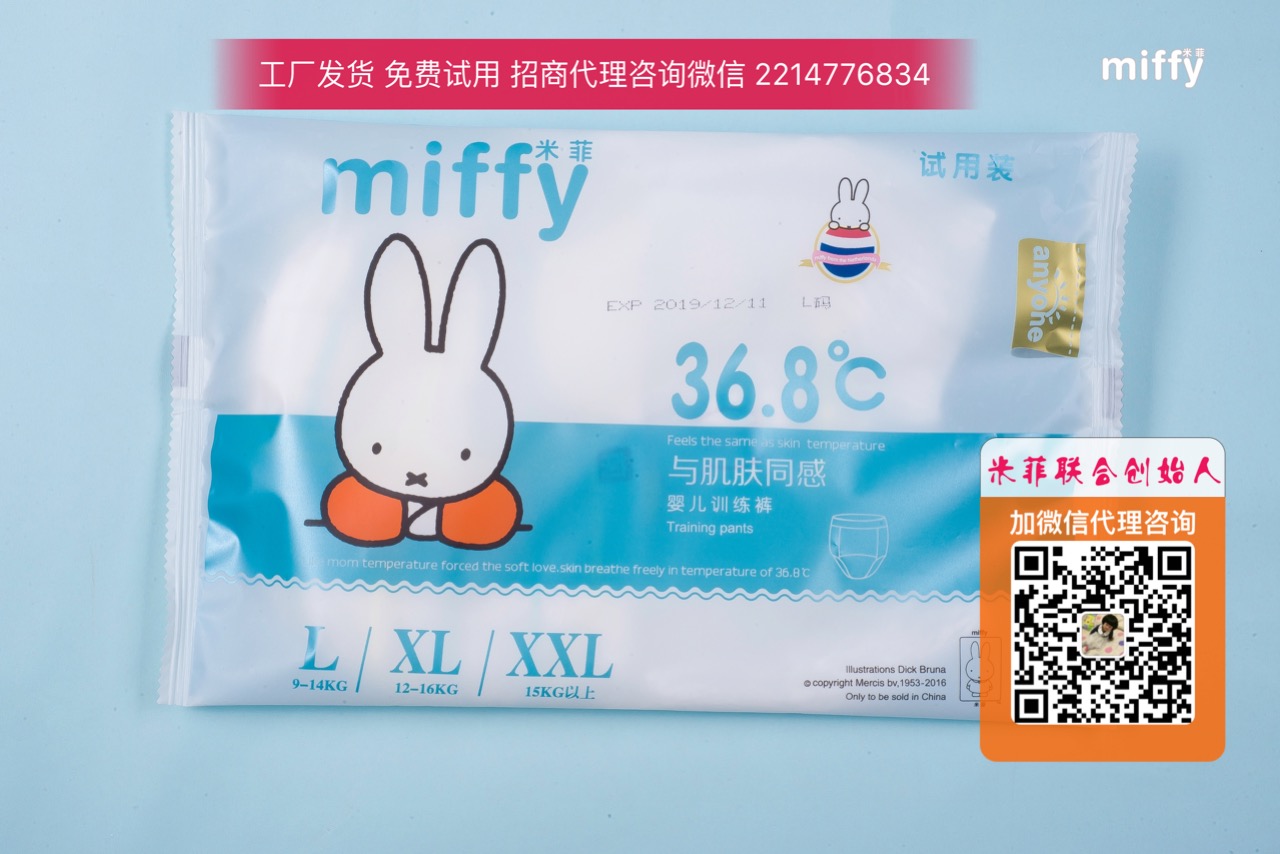 工厂发货 免费试用 招商代理咨询微信 2214776834
miffy 米菲
miffy 米菲
试用装
anyone
EXP 2019/12/11 L码
36.8℃
Feels the same as skin temperature
与肌肤同感
婴儿训练裤
Training pants
mom temperature forced the soft love.skin breathe freely in temperature of 36.8℃
L / XL / XXL
9-14KG 12-16KG 15KG以上
Illustrations Dick Bruna
© copyright Mercis bv,1953-2016
Only to be sold in China
miffy
米菲
米菲联合创始人
加微信代理咨询